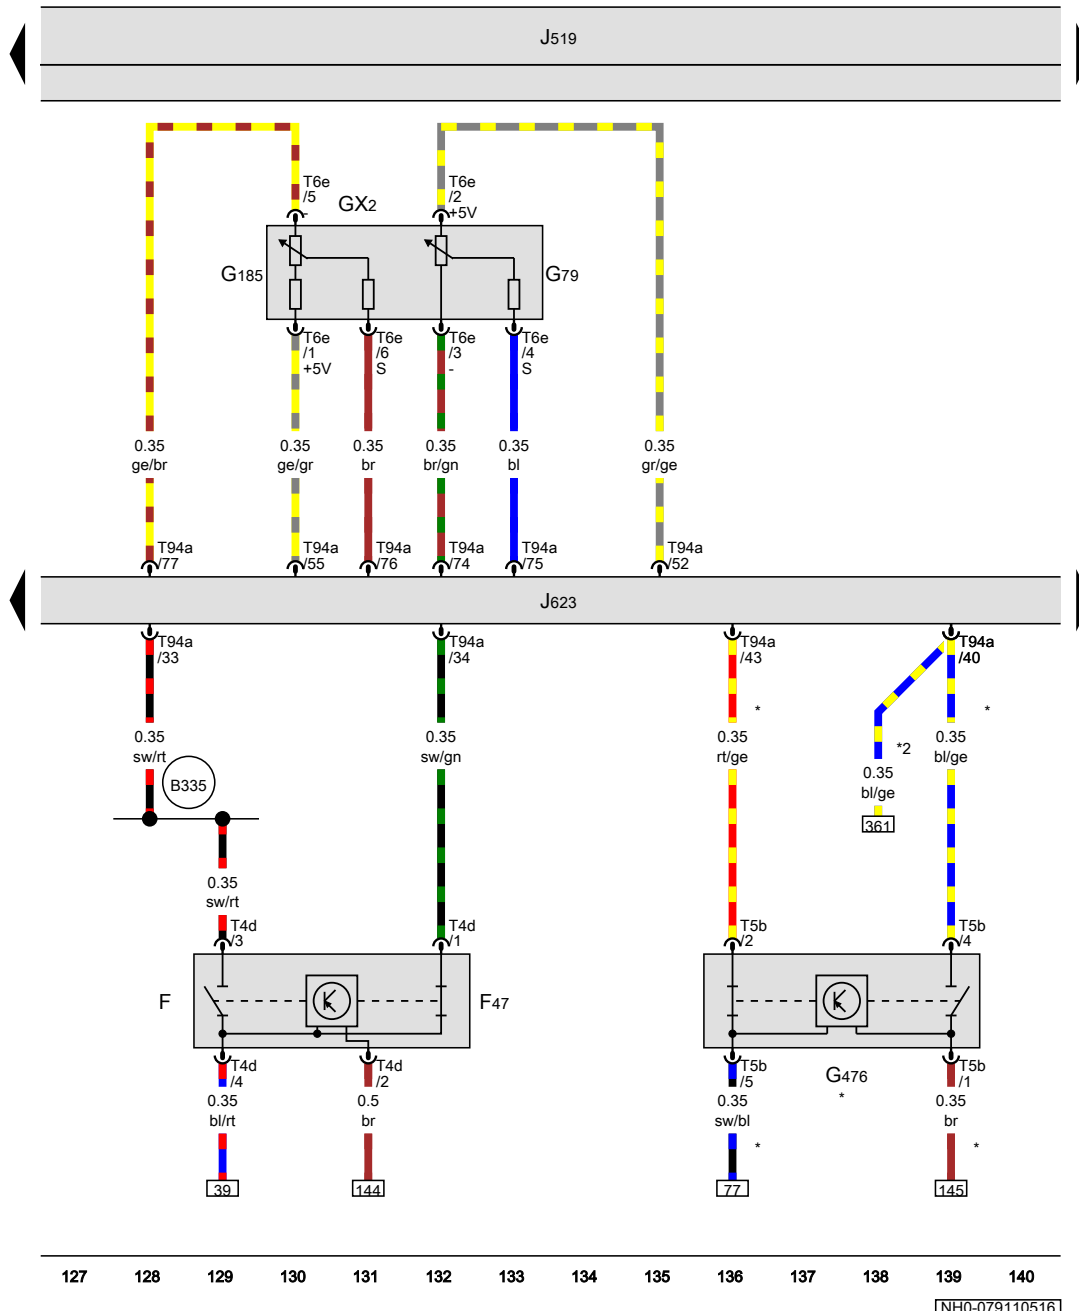 J519
T6e
/5
-
GX2
T6e
/2
+5V
G185
G79
T6e
/1
+5V
T6e
/6
S
T6e
/3
-
T6e
/4
S
0.35
ge/br
0.35
ge/gr
0.35
br
0.35
br/gn
0.35
bl
0.35
gr/ge
T94a
/77
T94a
/55
T94a
/76
T94a
/74
T94a
/75
T94a
/52
J623
T94a
/33
T94a
/34
T94a
/43
T94a
/40
*
*
0.35
sw/rt
0.35
sw/gn
0.35
rt/ge
*2
0.35
bl/ge
0.35
bl/ge
B335
361
0.35
sw/rt
T4d
/3
T4d
/1
T5b
/2
T5b
/4
F
F47
T4d
/4
T4d
/2
T5b
/5
G476
*
T5b
/1
0.35
bl/rt
0.5
br
0.35
sw/bl
*
0.35
br
*
39
144
77
145
127 128 129 130 131 132 133 134 135 136 137 138 139 140
NH0-079110516